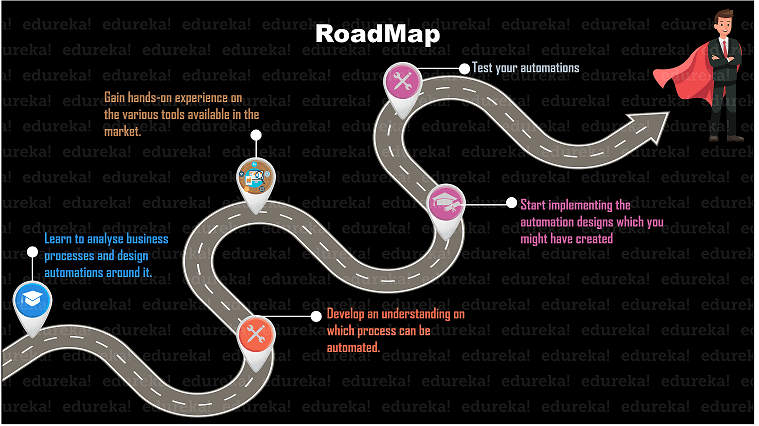 RoadMap
Test your automations
Gain hands-on experience on
the various tools available in the
market.
Start implementing the
automation designs which you
might have created
Learn to analyse business
processes and design
automations around it.
Develop an understanding on
which process can be
automated.
edureka!